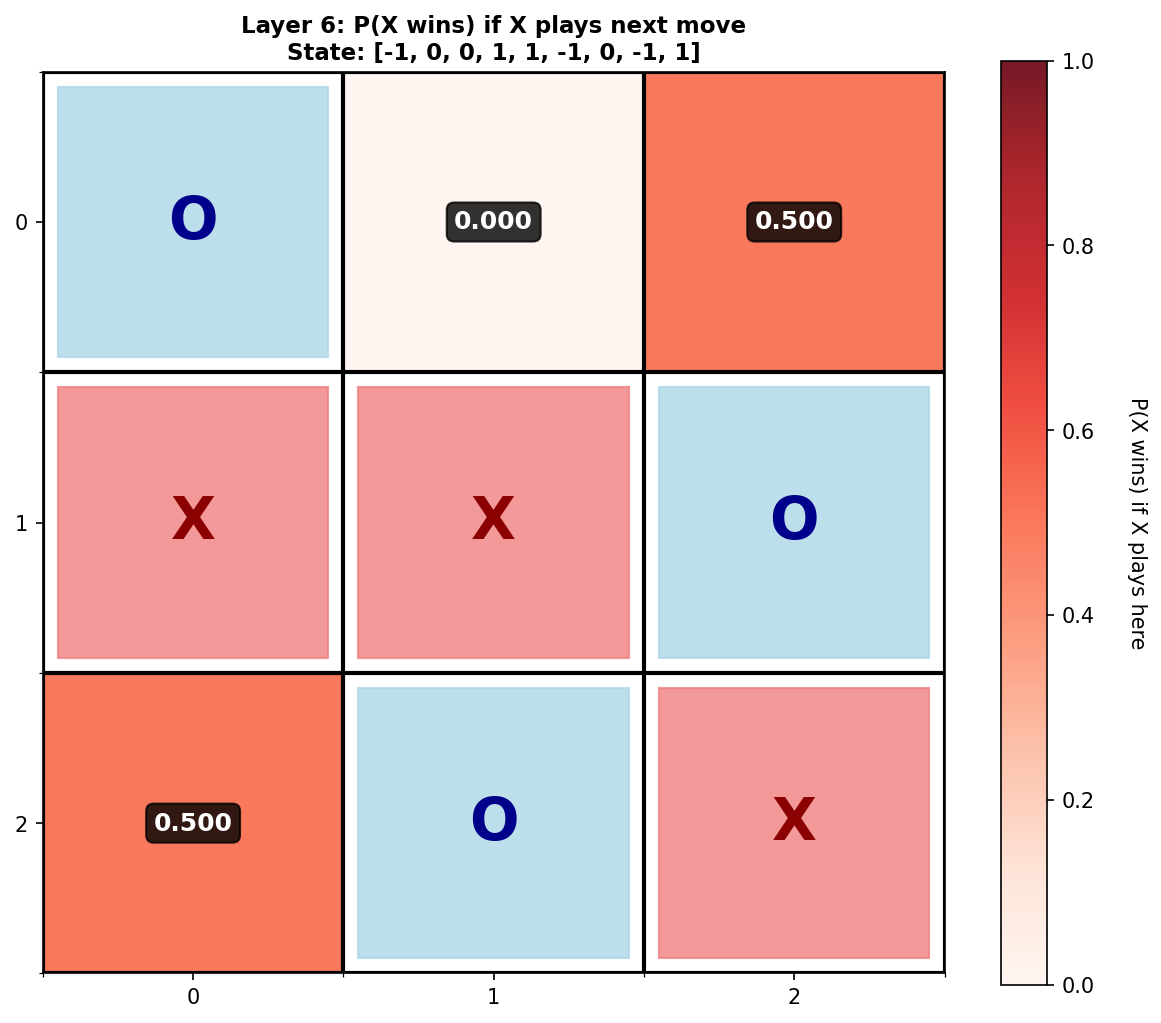 Layer 6: P(X wins) if X plays next move
State: [-1, 0, 0, 1, 1, -1, 0, -1, 1]
0
O
0.000
0.500
1
X
X
O
2
0.500
O
X
0
1
2
1.0
0.8
0.6
0.4
0.2
0.0
P(X wins) if X plays here